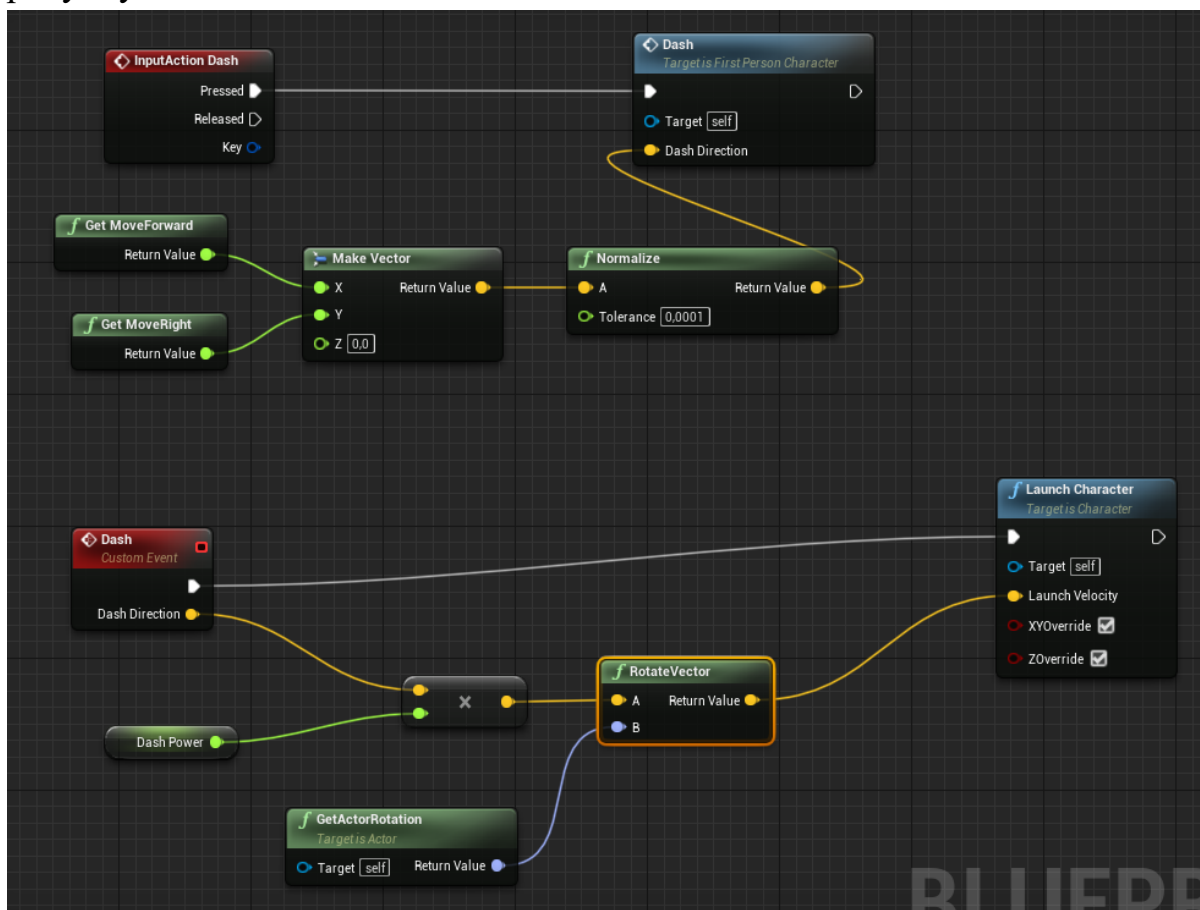 InputAction Dash
Pressed
Released
Key
Dash
Target is First Person Character
Target self
Dash Direction
f Get MoveForward
Return Value
f Get MoveRight
Return Value
Make Vector
X Return Value
Y
Z 0,0
f Normalize
A Return Value
Tolerance 0,0001
Dash
Custom Event
Dash Direction
Dash Power
×
f GetActorRotation
Target is Actor
Target self Return Value
f RotateVector
A Return Value
B
f Launch Character
Target is Character
Target self
Launch Velocity
XYOverride
ZOverride